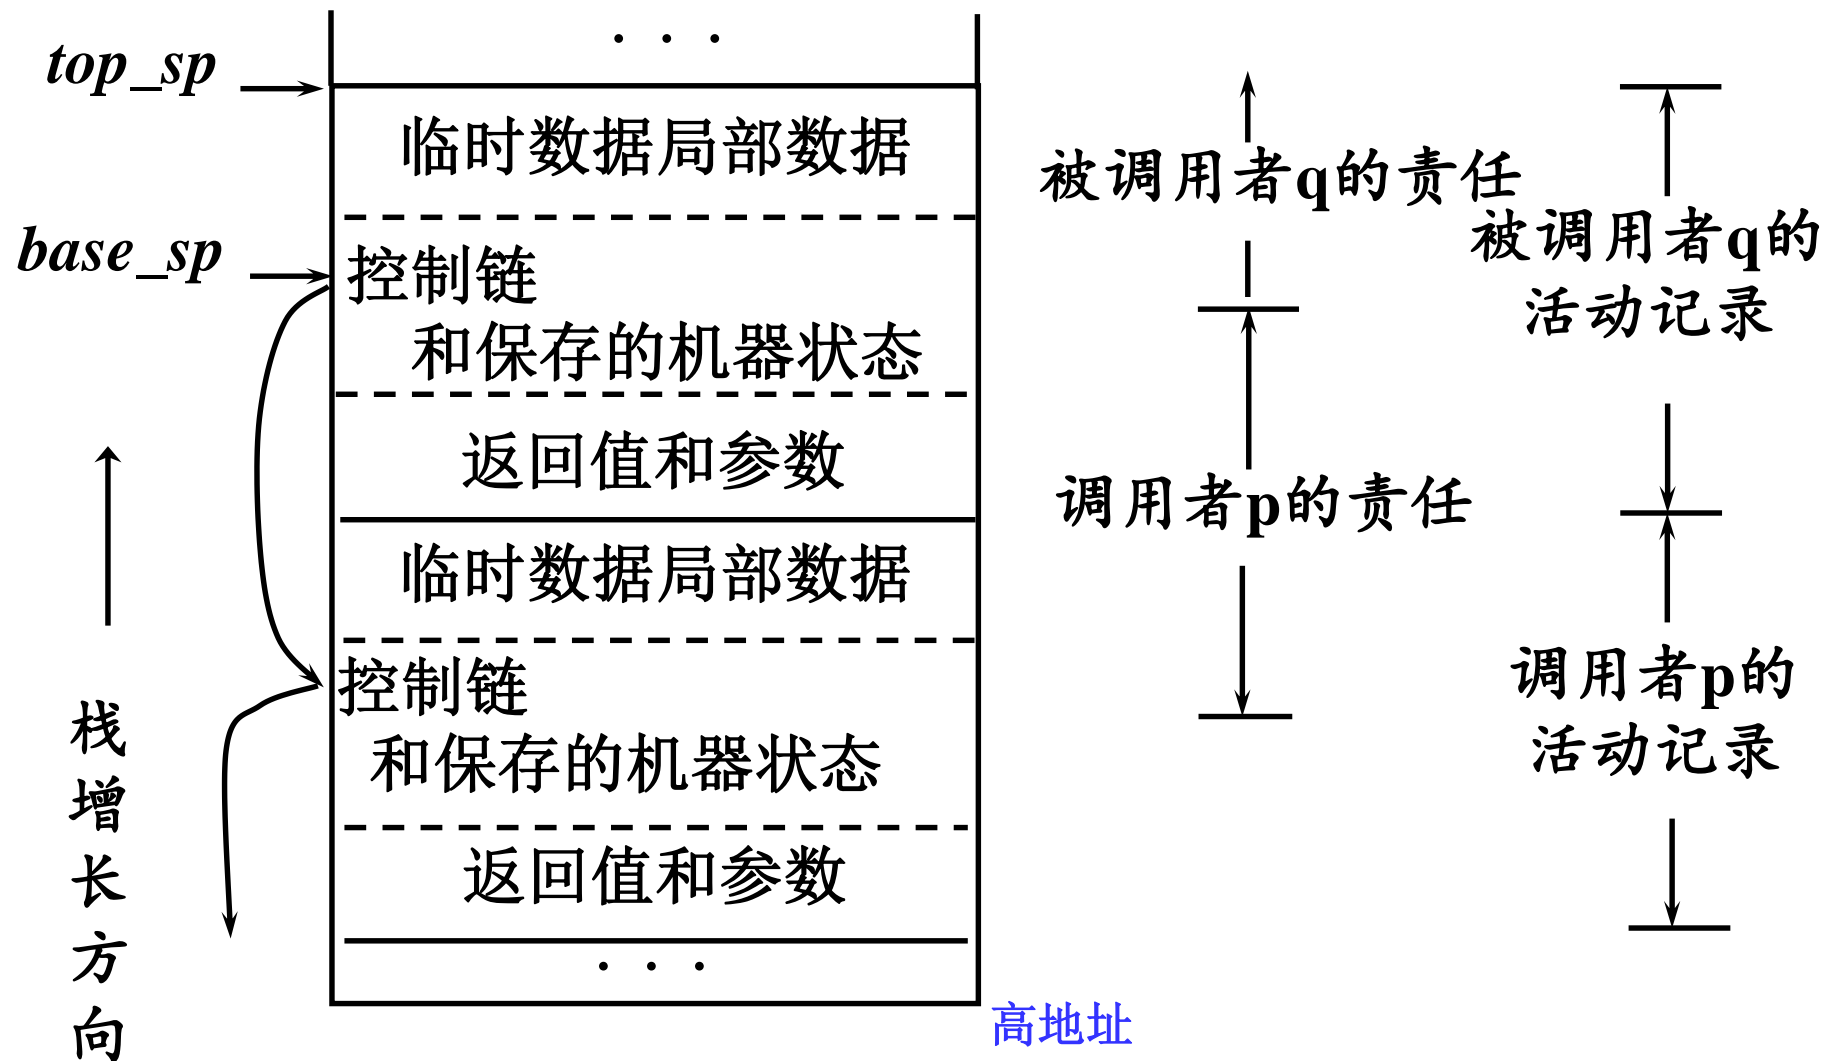 . . .
top_sp
临时数据局部数据
base_sp
控制链
和保存的机器状态
返回值和参数
临时数据局部数据
控制链
和保存的机器状态
返回值和参数
. . .
高地址
栈
增
长
方
向
被调用者q的责任
调用者p的责任
被调用者q的
活动记录
调用者p的
活动记录